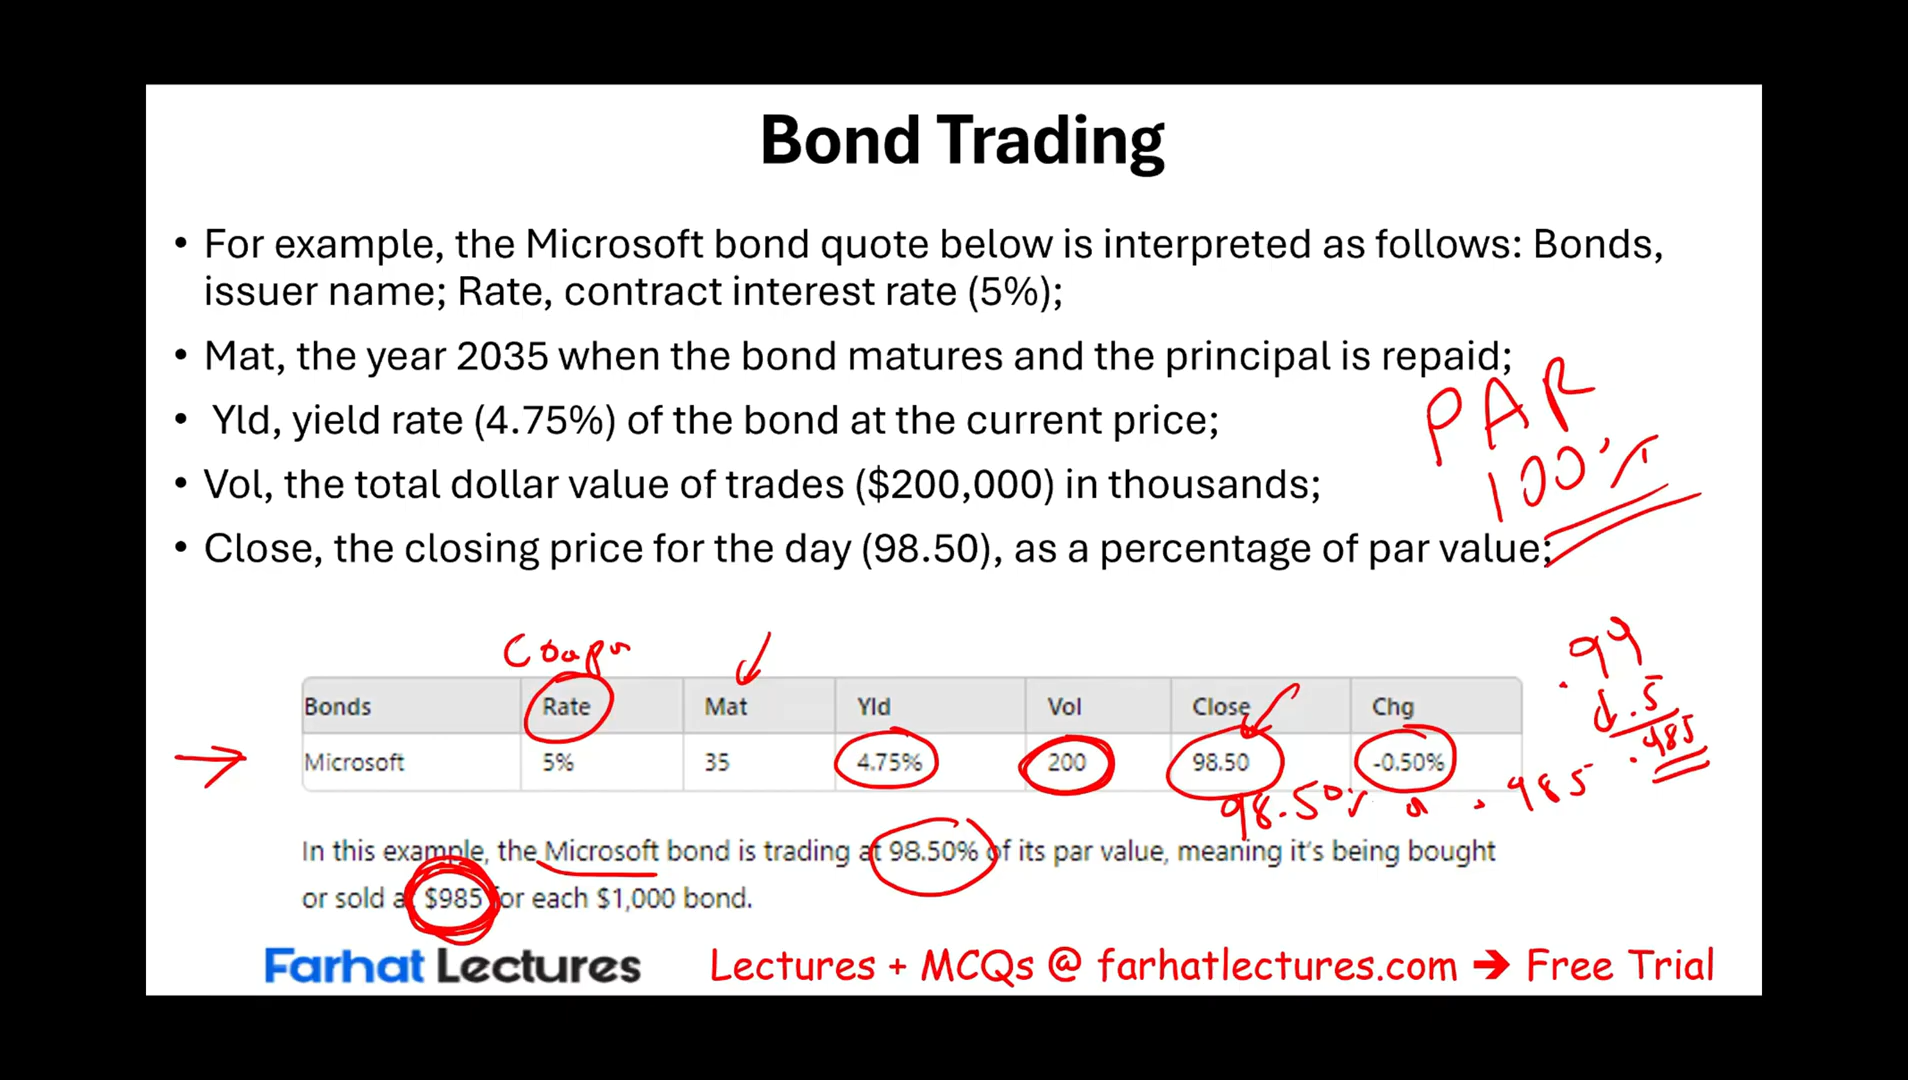 Bond Trading
• For example, the Microsoft bond quote below is interpreted as follows: Bonds,
issuer name; Rate, contract interest rate (5%);
• Mat, the year 2035 when the bond matures and the principal is repaid;
• Yld, yield rate (4.75%) of the bond at the current price;
• Vol, the total dollar value of trades ($200,000) in thousands;
• Close, the closing price for the day (98.50), as a percentage of par value;
PAR
100%
.99
↓.5
.985
Bonds Rate Mat Yld Vol Close Chg
Microsoft 5% 35 4.75% 200 98.50 -0.50%
98.50% .985
In this example, the Microsoft bond is trading at 98.50% of its par value, meaning it's being bought
or sold a $985 for each $1,000 bond.
Farhat Lectures
Lectures + MCQs @ farhatlectures.com ➔ Free Trial